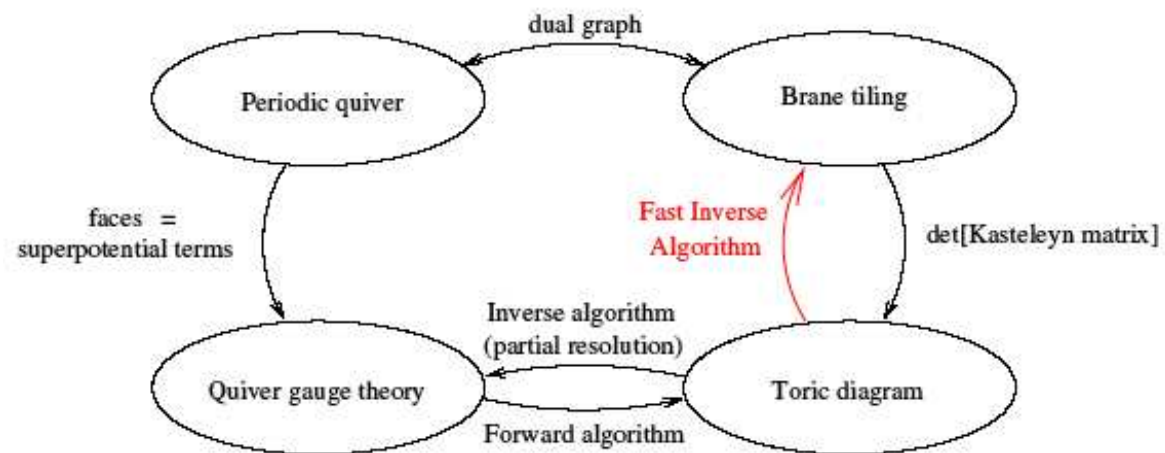 dual graph
Periodic quiver
Brane tiling
faces =
superpotential terms
Fast Inverse
Algorithm
det[Kasteleyn matrix]
Inverse algorithm
(partial resolution)
Quiver gauge theory
Toric diagram
Forward algorithm